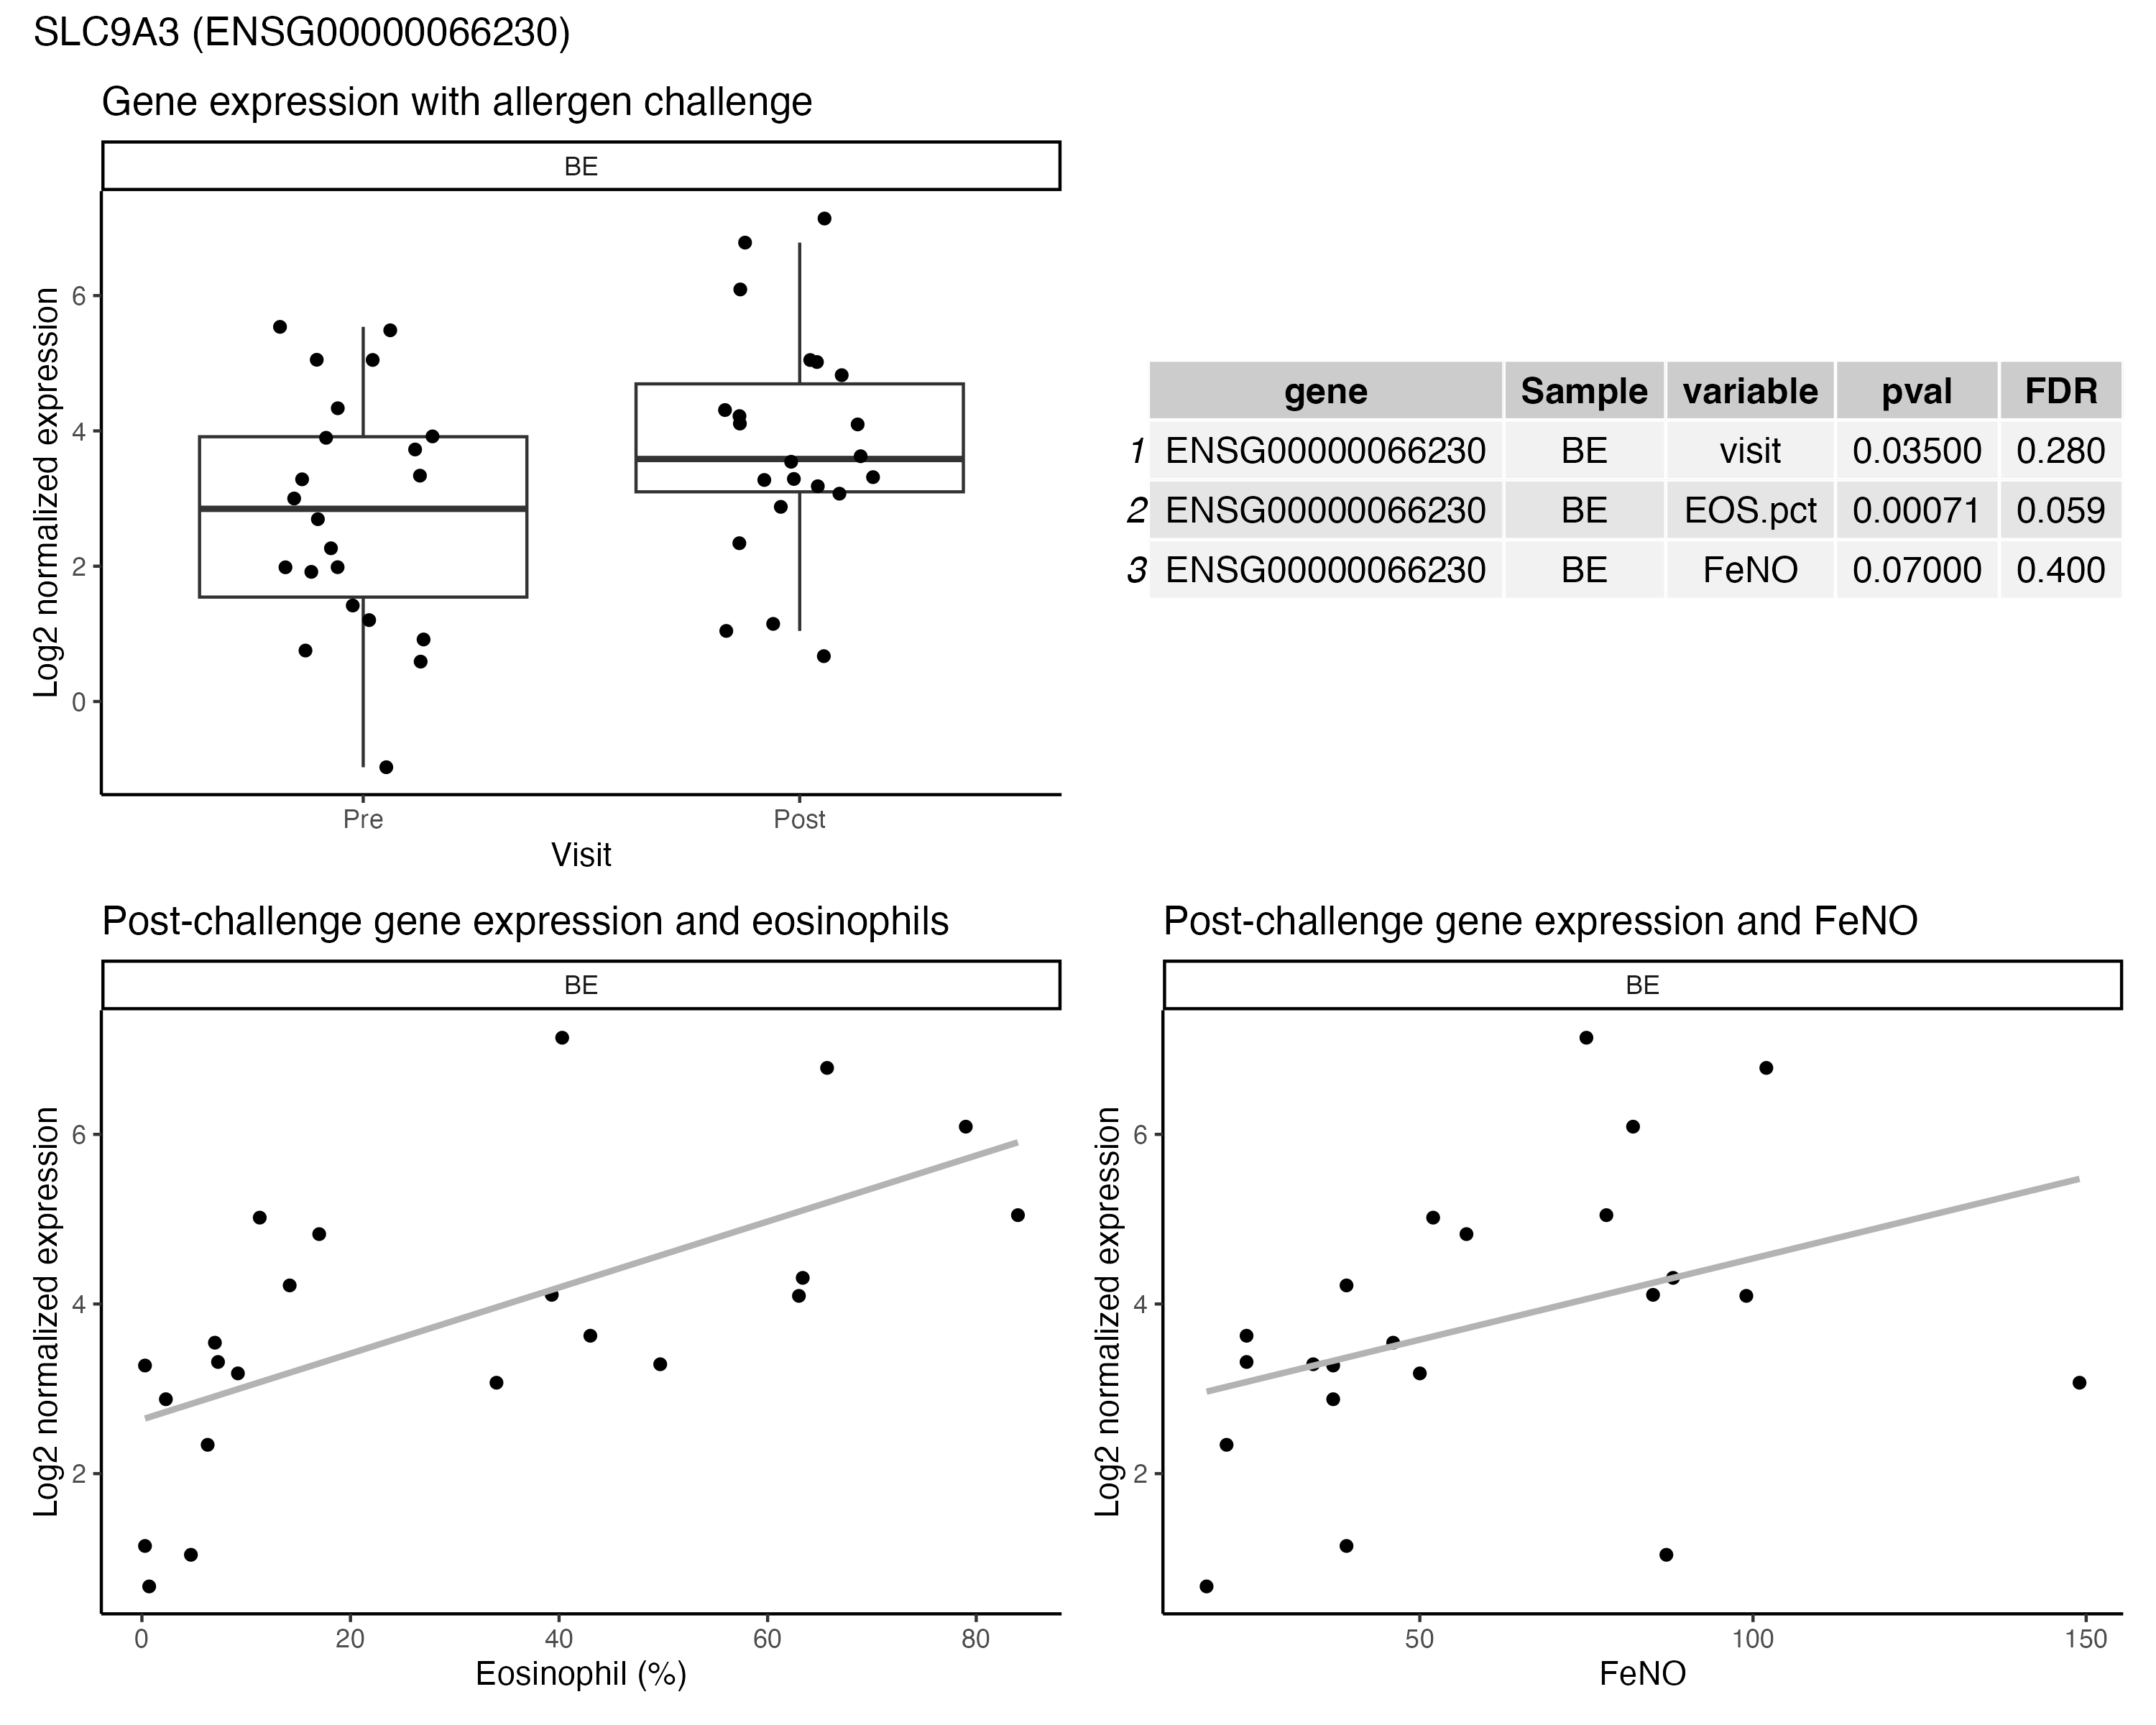 SLC9A3 (ENSG00000066230)
Gene expression with allergen challenge
BE
Log2 normalized expression
6
4
2
0
Pre Post
Visit
gene Sample variable pval FDR
1 ENSG00000066230 BE visit 0.03500 0.280
2 ENSG00000066230 BE EOS.pct 0.00071 0.059
3 ENSG00000066230 BE FeNO 0.07000 0.400
Post-challenge gene expression and eosinophils
BE
Log2 normalized expression
6
4
2
0 20 40 60 80
Eosinophil (%)
Post-challenge gene expression and FeNO
BE
Log2 normalized expression
6
4
2
50 100 150
FeNO